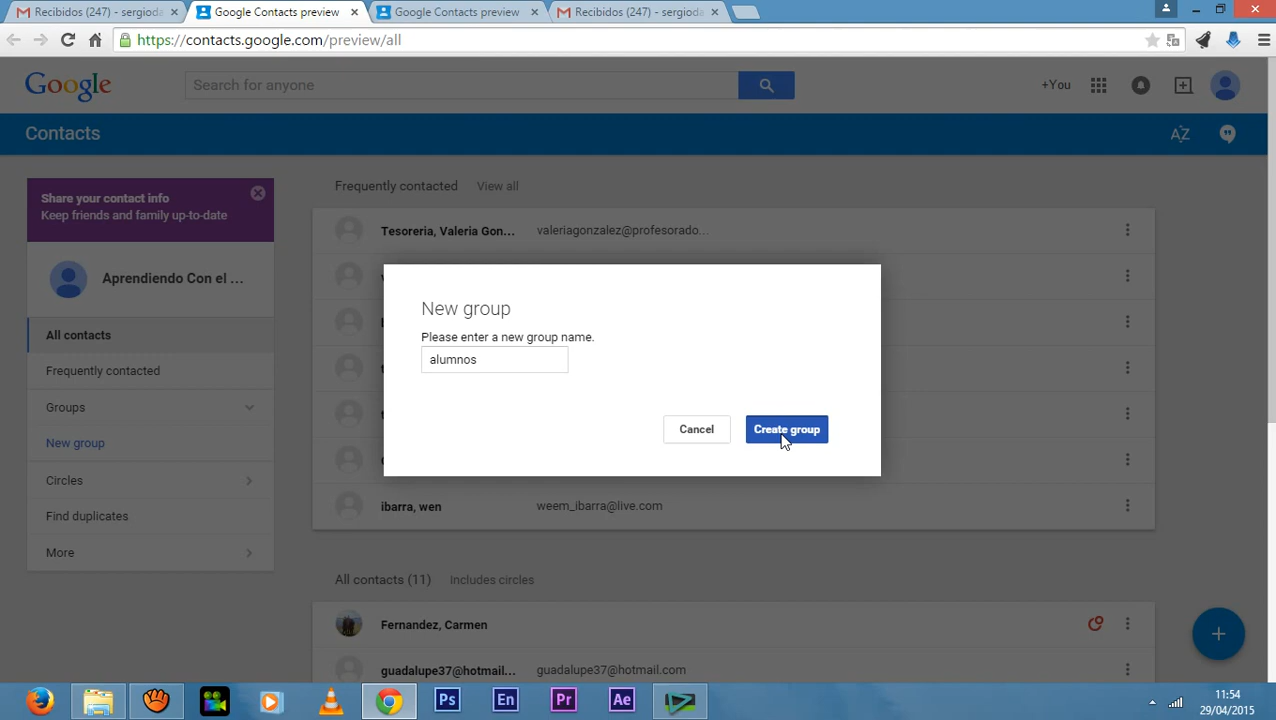 Recibidos (247) - sergioda
Google Contacts preview
Google Contacts preview
Recibidos (247) - sergioda
https://contacts.google.com/preview/all
Google
Search for anyone
+You
Contacts
AZ
Share your contact info
Keep friends and family up-to-date
Aprendiendo Con el ...
All contacts
Frequently contacted
Groups
New group
Circles
Find duplicates
More
Frequently contacted View all
Tesoreria, Valeria Gon... valeriagonzalez@profesorado...
New group
Please enter a new group name.
alumnos
Cancel
Create group
ibarra, wen weem_ibarra@live.com
All contacts (11) Includes circles
Fernandez, Carmen
guadalupe37@hotmail... guadalupe37@hotmail.com
Ps
En
Pr
Ae
11:54
29/04/2015